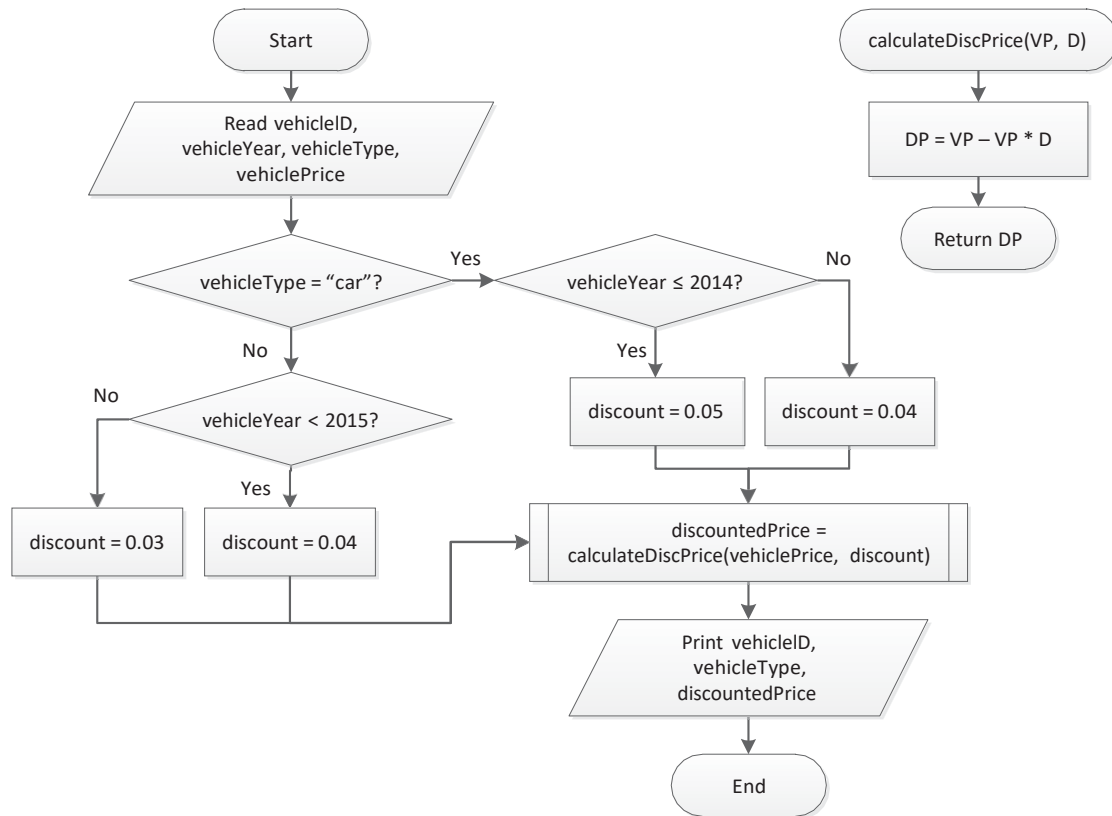 Start
Read vehicleID,
vehicleYear, vehicleType,
vehiclePrice
vehicleType = “car”?
Yes
vehicleYear ≤ 2014?
No
No
Yes
No
vehicleYear < 2015?
discount = 0.05
discount = 0.04
Yes
discount = 0.03
discount = 0.04
discountedPrice =
calculateDiscPrice(vehiclePrice, discount)
Print vehicleID,
vehicleType,
discountedPrice
End
calculateDiscPrice(VP, D)
DP = VP – VP * D
Return DP